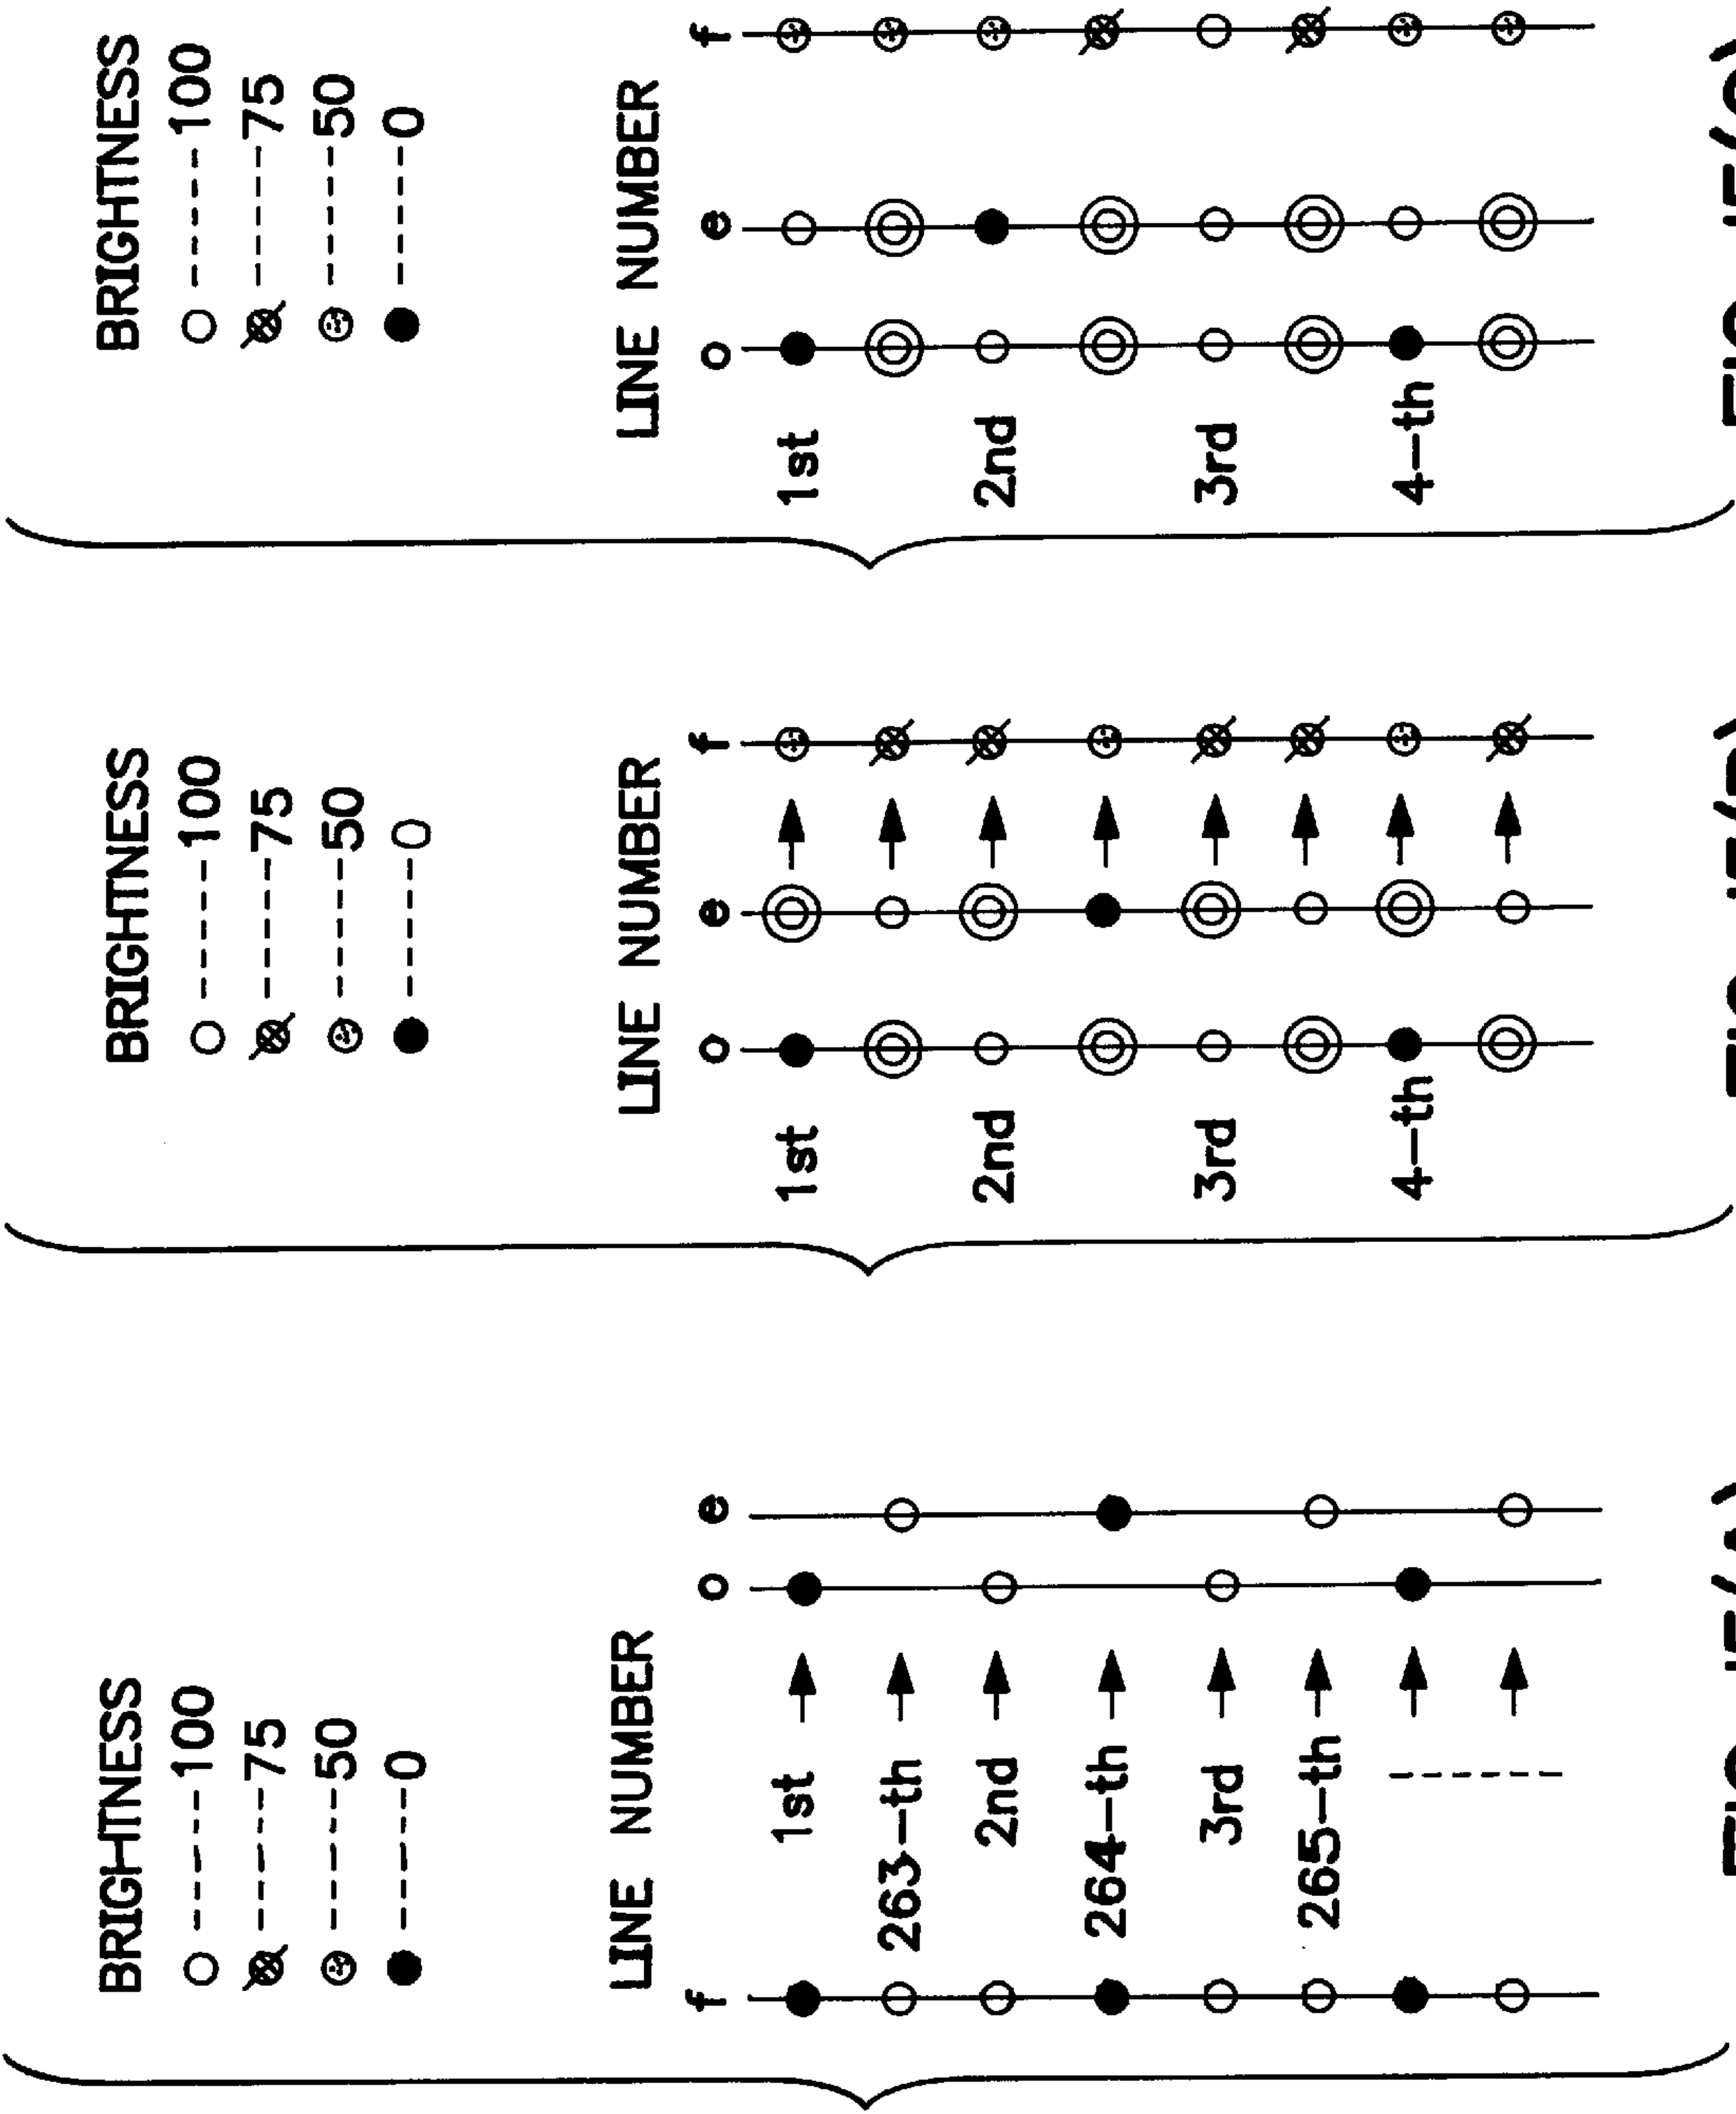 BRIGHTNESS
100
75
50
0
LINE NUMBER
f o e
1st
263-th
2nd
264-th
3rd
265-th
BRIGHTNESS
100
75
50
0
LINE NUMBER
o e f
1st
2nd
3rd
4-th
BRIGHTNESS
100
75
50
0
LINE NUMBER
o e f
1st
2nd
3rd
4-th